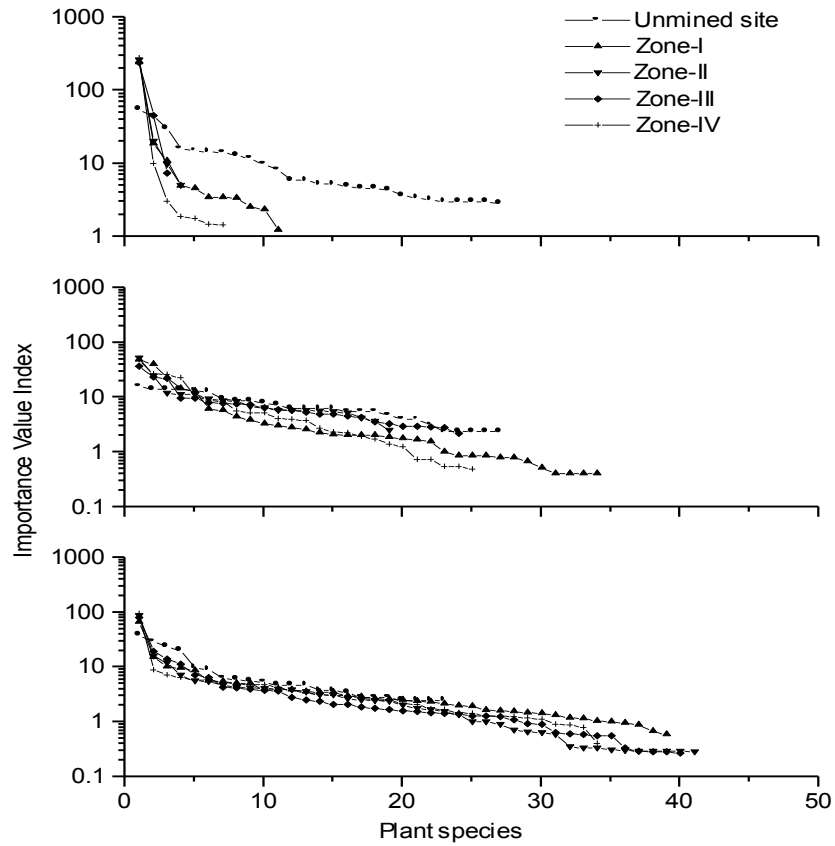 1000
100
10
1
Unmined site
Zone-I
Zone-II
Zone-III
Zone-IV
1000
100
10
1
0.1
Importance Value Index
1000
100
10
1
0.1
0 10 20 30 40 50
Plant species